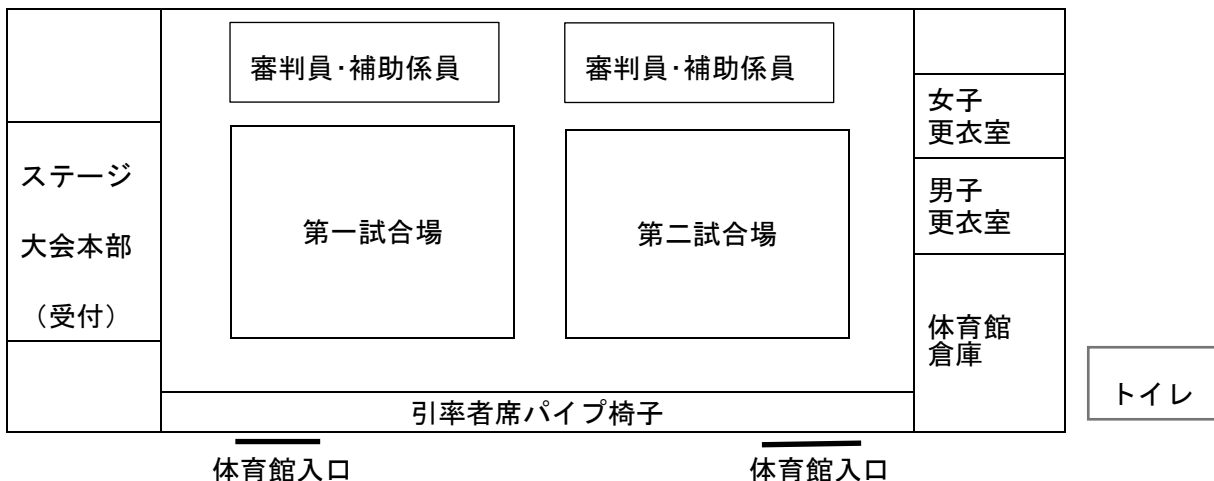 審判員・補助係員
審判員・補助係員
女子
更衣室
ステージ
大会本部
（受付）
第一試合場
第二試合場
男子
更衣室
体育館
倉庫
トイレ
引率者席パイプ椅子
体育館入口
体育館入口